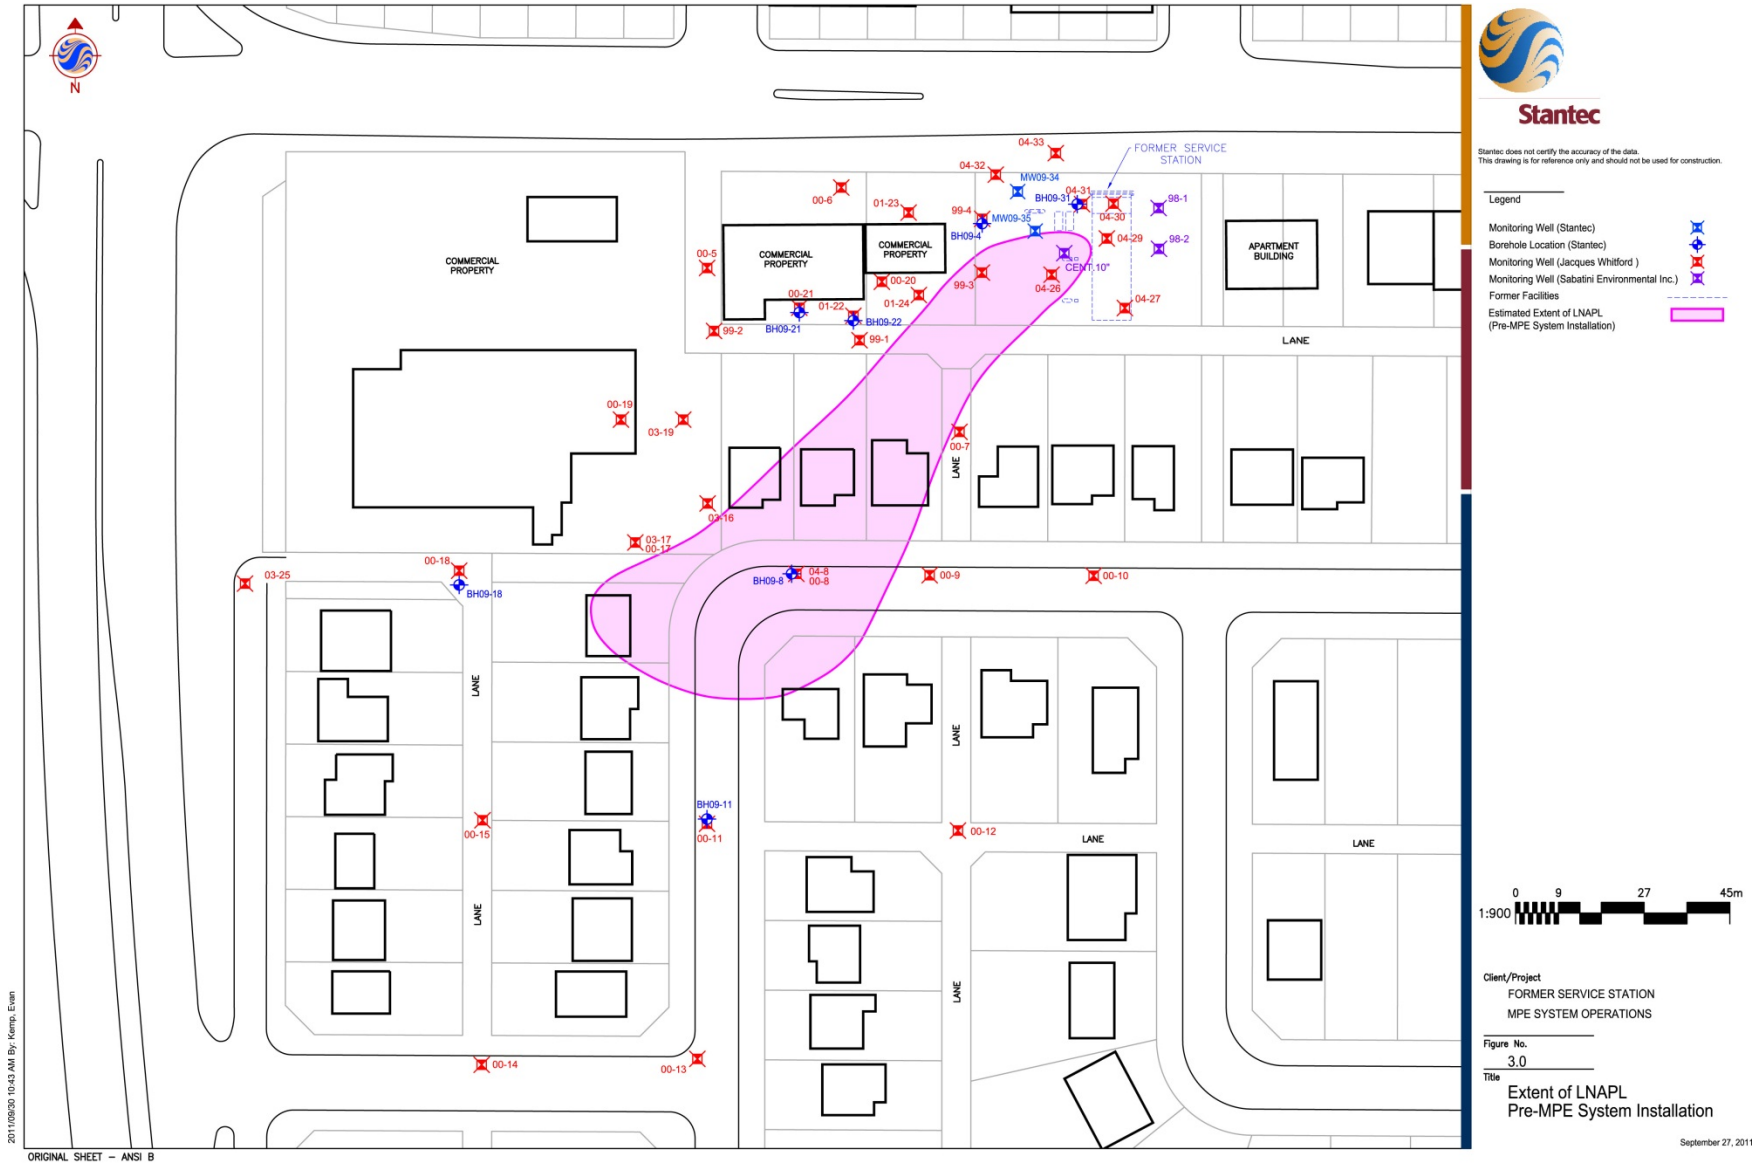 N
FORMER SERVICE
STATION
04-33
04-32
MW09-34
00-6
01-23
99-4
MW09-35
BH09-4
BH09-31
04-31
04-30
98-1
04-29
98-2
COMMERCIAL
PROPERTY
COMMERCIAL
PROPERTY
COMMERCIAL
PROPERTY
APARTMENT
BUILDING
00-5
00-20
01-24
99-3
CENT.10"
04-26
04-27
00-21
01-22
BH09-21
BH09-22
99-2
99-1
LANE
00-19
03-19
00-7
LANE
03-16
03-17
00-17
00-18
03-25
BH09-18
BH09-8
04-8
00-8
00-9
00-10
LANE
LANE
BH09-11
00-11
00-15
00-12
LANE
LANE
LANE
LANE
00-14
00-13
Stantec
Stantec does not certify the accuracy of the data.
This drawing is for reference only and should not be used for construction.
Legend
Monitoring Well (Stantec)
Borehole Location (Stantec)
Monitoring Well (Jacques Whitford )
Monitoring Well (Sabatini Environmental Inc.)
Former Facilities
Estimated Extent of LNAPL
(Pre-MPE System Installation)
0 9 27 45m
1:900
Client/Project
FORMER SERVICE STATION
MPE SYSTEM OPERATIONS
Figure No.
3.0
Title
Extent of LNAPL
Pre-MPE System Installation
September 27, 2011
2011/09/30 10:43 AM By: Kemp, Evan
ORIGINAL SHEET - ANSI B